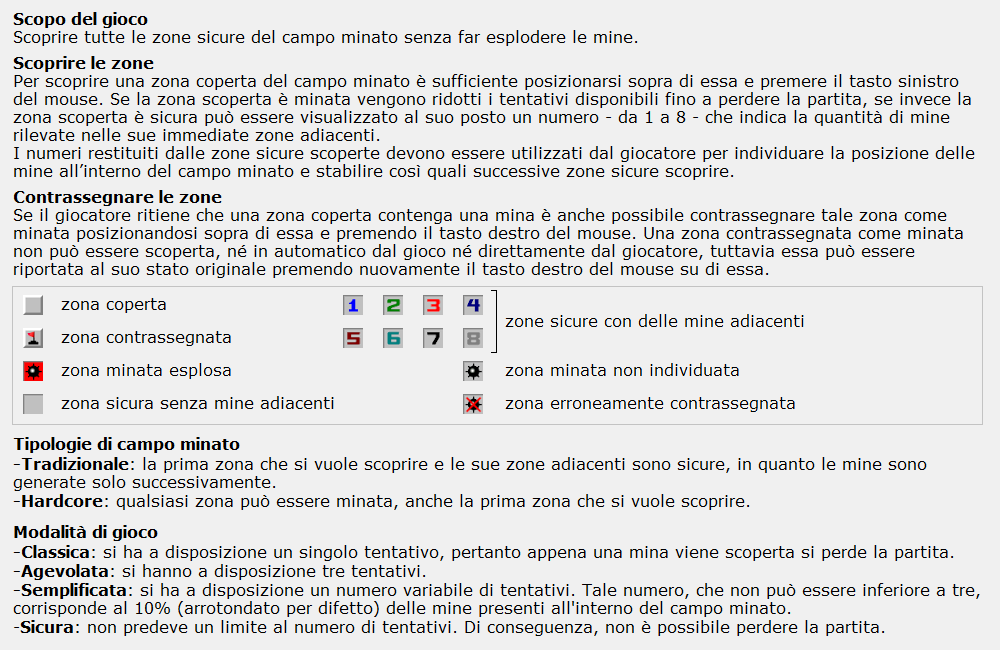 Scopo del gioco
Scoprire tutte le zone sicure del campo minato senza far esplodere le mine.
Scoprire le zone
Per scoprire una zona coperta del campo minato è sufficiente posizionarsi sopra di essa e premere il tasto sinistro
del mouse. Se la zona scoperta è minata vengono ridotti i tentativi disponibili fino a perdere la partita, se invece la
zona scoperta è sicura può essere visualizzato al suo posto un numero - da 1 a 8 - che indica la quantità di mine
rilevate nelle sue immediate zone adiacenti.
I numeri restituiti dalle zone sicure scoperte devono essere utilizzati dal giocatore per individuare la posizione delle
mine all’interno del campo minato e stabilire così quali successive zone sicure scoprire.
Contrassegnare le zone
Se il giocatore ritiene che una zona coperta contenga una mina è anche possibile contrassegnare tale zona come
minata posizionandosi sopra di essa e premendo il tasto destro del mouse. Una zona contrassegnata come minata
non può essere scoperta, né in automatico dal gioco né direttamente dal giocatore, tuttavia essa può essere
riportata al suo stato originale premendo nuovamente il tasto destro del mouse su di essa.
zona coperta
1 2 3 4
zone sicure con delle mine adiacenti
zona contrassegnata
5 6 7 8
zona minata esplosa
zona minata non individuata
zona sicura senza mine adiacenti
zona erroneamente contrassegnata
Tipologie di campo minato
-Tradizionale: la prima zona che si vuole scoprire e le sue zone adiacenti sono sicure, in quanto le mine sono
generate solo successivamente.
-Hardcore: qualsiasi zona può essere minata, anche la prima zona che si vuole scoprire.
Modalità di gioco
-Classica: si ha a disposizione un singolo tentativo, pertanto appena una mina viene scoperta si perde la partita.
-Agevolata: si hanno a disposizione tre tentativi.
-Semplificata: si ha a disposizione un numero variabile di tentativi. Tale numero, che non può essere inferiore a tre,
corrisponde al 10% (arrotondato per difetto) delle mine presenti all'interno del campo minato.
-Sicura: non predeve un limite al numero di tentativi. Di conseguenza, non è possibile perdere la partita.